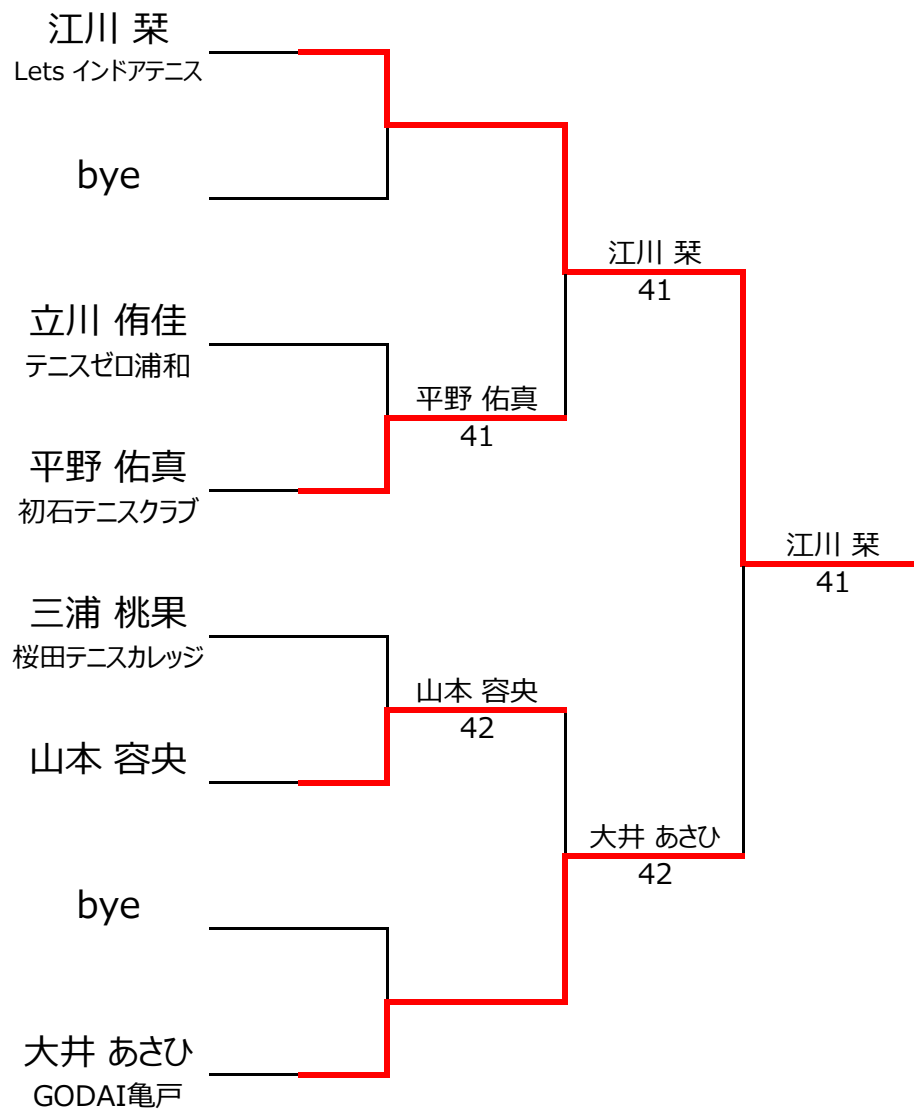 江川 栞
Lets インドアテニス
bye
江川 栞
41
立川 侑佳
テニスゼロ浦和
平野 佑真
41
平野 佑真
初石テニスクラブ
江川 栞
41
三浦 桃果
桜田テニスカレッジ
山本 容央
42
山本 容央
大井 あさひ
42
bye
大井 あさひ
GODAI亀戸